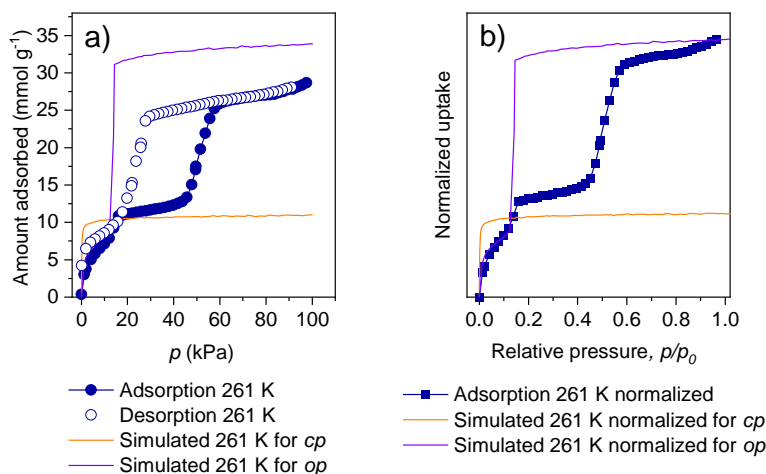 a)
Amount adsorbed (mmol g⁻¹)
35
30
25
20
15
10
5
0
0 20 40 60 80 100
p (kPa)
Adsorption 261 K
Desorption 261 K
Simulated 261 K for cp
Simulated 261 K for op
b)
Normalized uptake
0.0 0.2 0.4 0.6 0.8 1.0
Relative pressure, p/p₀
Adsorption 261 K normalized
Simulated 261 K normalized for cp
Simulated 261 K normalized for op